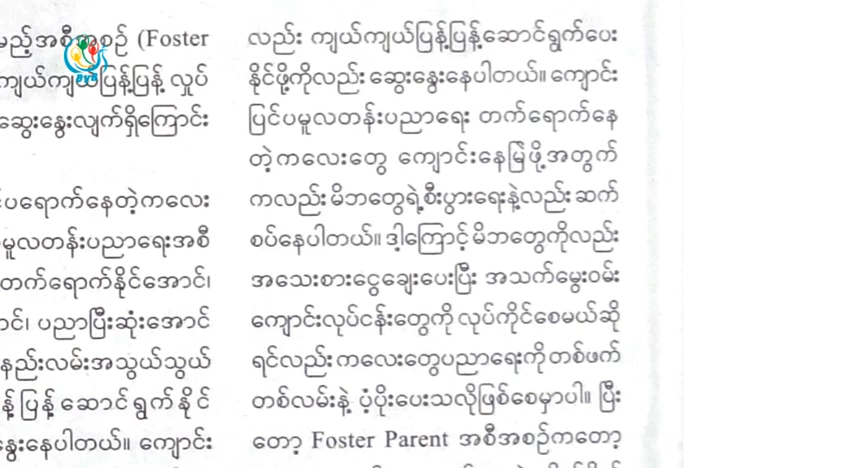 မည့်အစီအစဉ် (Foster
ကျယ်ကျယ်ပြန့်ပြန့် လှုပ်
ဆွေးနွေးလျက်ရှိကြောင်း
ပရောက်နေတဲ့ကလေး
မူလတန်းပညာရေးအစီ
တက်ရောက်နိုင်အောင်၊
ပညာပြီးဆုံးအောင်
နည်းလမ်းအသွယ်သွယ်
ပြန့် ဆောင်ရွက်နိုင်
နွေးနေပါတယ်။ ကျောင်း
လည်း ကျယ်ကျယ်ပြန့်ပြန့်ဆောင်ရွက်ပေး
နိုင်ဖို့ကိုလည်း ဆွေးနွေးနေပါတယ်။ ကျောင်း
ပြင်ပမူလတန်းပညာရေး တက်ရောက်နေ
တဲ့ကလေးတွေ ကျောင်းနေမြဲဖို့အတွက်
ကလည်း မိဘတွေရဲ့စီးပွားရေးနဲ့လည်း ဆက်
စပ်နေပါတယ်။ ဒါ့ကြောင့် မိဘတွေကိုလည်း
အသေးစားငွေချေးပေးပြီး အသက်မွေးဝမ်း
ကျောင်းလုပ်ငန်းတွေကို လုပ်ကိုင်စေမယ်ဆို
ရင်လည်း ကလေးတွေပညာရေးကို တစ်ဖက်
တစ်လမ်းနဲ့ ပံ့ပိုးပေးသလိုဖြစ်စေမှာပါ။ ပြီး
တော့ Foster Parent အစီအစဉ်ကတော့